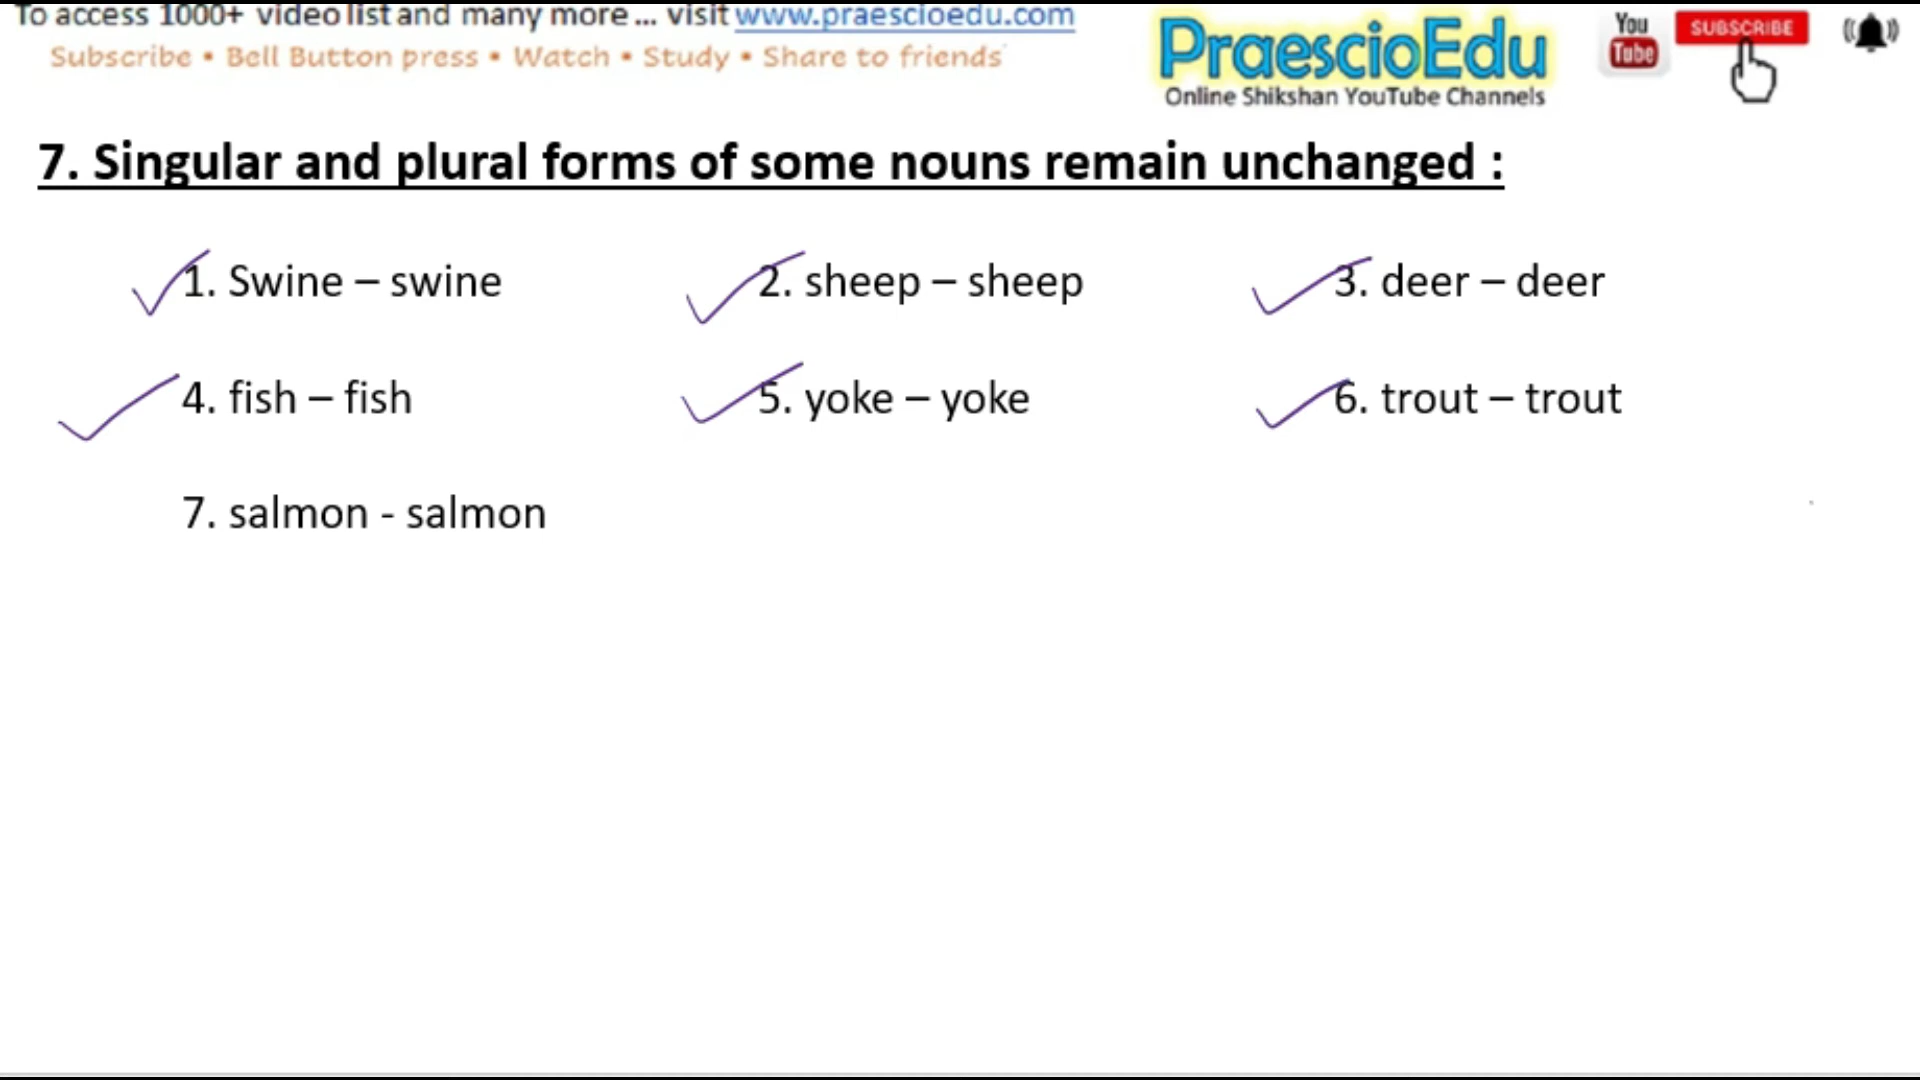 To access 1000+ video list and many more... visit www.praescioedu.com
Subscribe • Bell Button press • Watch • Study • Share to friends
PraescioEdu
Online Shikshan YouTube Channels
You
Tube
SUBSCRIBE
7. Singular and plural forms of some nouns remain unchanged :
1. Swine – swine 2. sheep – sheep 3. deer – deer
4. fish – fish 5. yoke – yoke 6. trout – trout
7. salmon - salmon